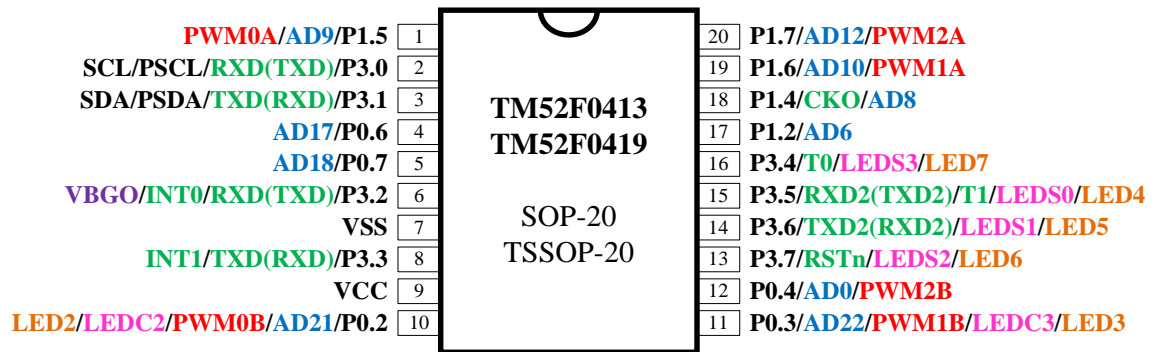 PWM0A/AD9/P1.5 1 20 P1.7/AD12/PWM2A
SCL/PSCL/RXD(TXD)/P3.0 2 19 P1.6/AD10/PWM1A
SDA/PSDA/TXD(RXD)/P3.1 3 18 P1.4/CKO/AD8
TM52F0413
TM52F0419
AD17/P0.6 4 17 P1.2/AD6
AD18/P0.7 5 16 P3.4/T0/LEDS3/LED7
VBGO/INT0/RXD(TXD)/P3.2 6 15 P3.5/RXD2(TXD2)/T1/LEDS0/LED4
SOP-20
VSS 7 14 P3.6/TXD2(RXD2)/LEDS1/LED5
TSSOP-20
INT1/TXD(RXD)/P3.3 8 13 P3.7/RSTn/LEDS2/LED6
VCC 9 12 P0.4/AD0/PWM2B
LED2/LEDC2/PWM0B/AD21/P0.2 10 11 P0.3/AD22/PWM1B/LEDC3/LED3